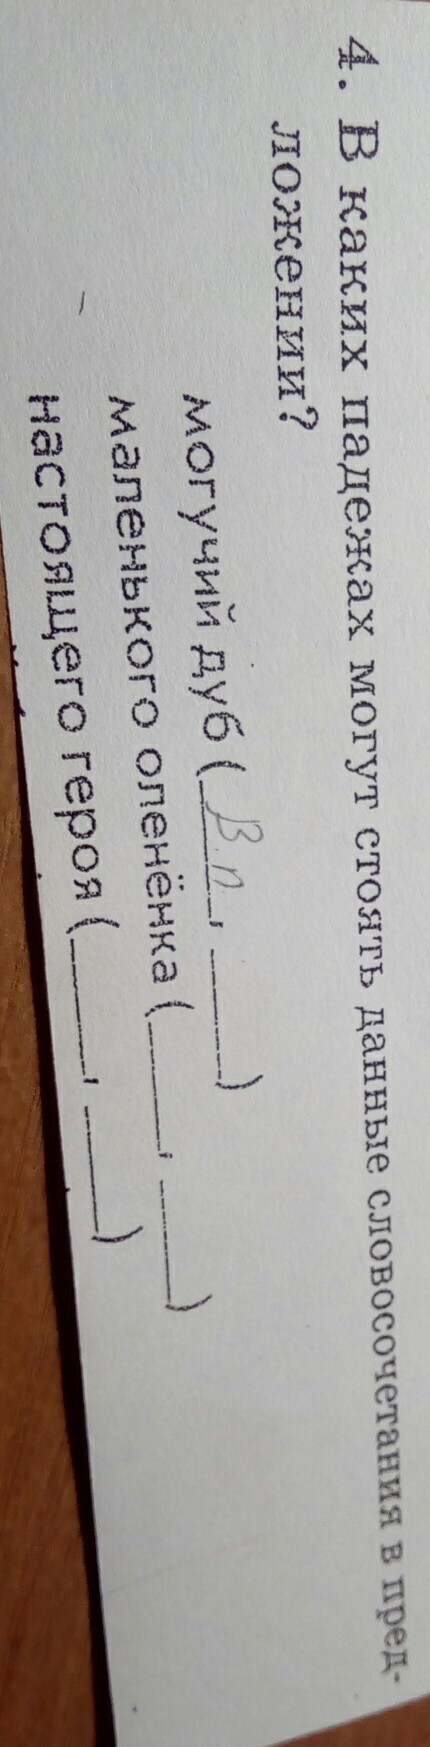 4. В каких падежах могут стоять данные словосочетания в пред-
ложении?
могучий дуб (В.п, ____)
маленького оленёнка (____, ____)
настоящего героя (____, ____)